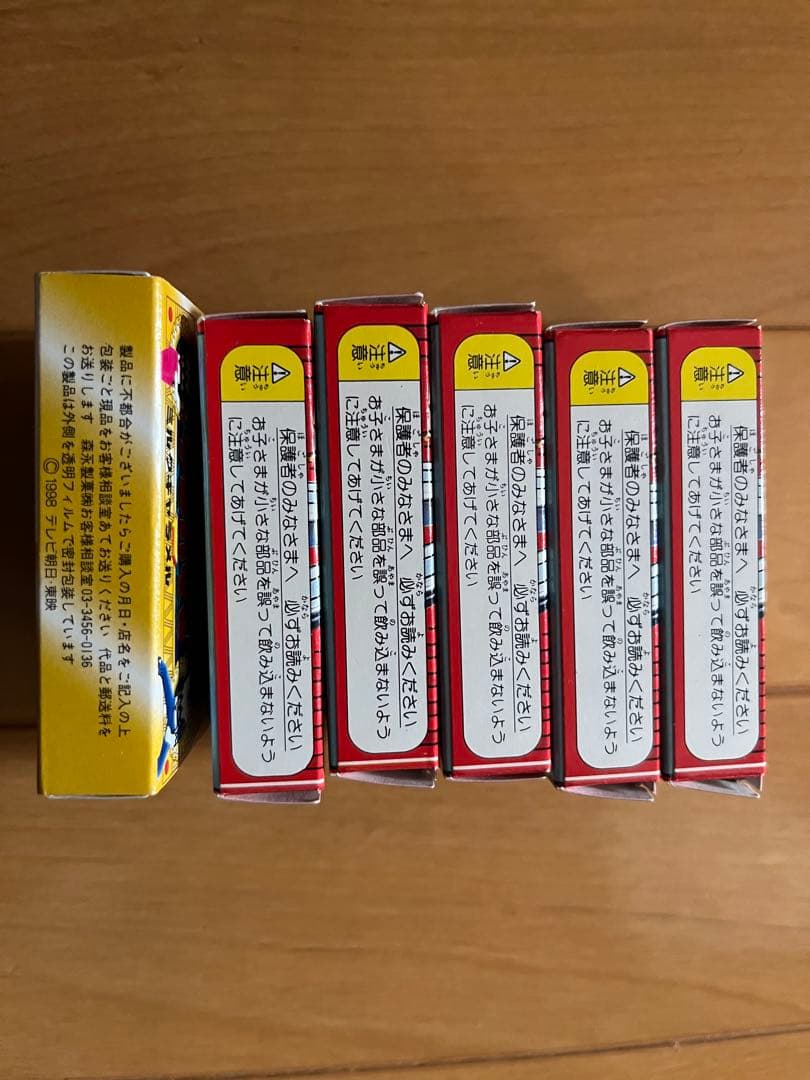 製品に不都合がございましたらご購入の月日・店名をご記入の上
包装ごと現品をお客様相談室あてお送りください 代品と郵送料を
お送りします 森永製菓㈱お客様相談室03-3456-0136
この製品は外側を透明フィルムで密封包装しています
©1998 テレビ朝日・東映
ミルクキャラメル
注意
保護者のみなさまへ 必ずお読みください
お子さまが小さな部品を誤って飲み込まないよう
に注意してあげてください
注意
保護者のみなさまへ 必ずお読みください
お子さまが小さな部品を誤って飲み込まないよう
に注意してあげてください
注意
保護者のみなさまへ 必ずお読みください
お子さまが小さな部品を誤って飲み込まないよう
に注意してあげてください
注意
保護者のみなさまへ 必ずお読みください
お子さまが小さな部品を誤って飲み込まないよう
に注意してあげてください
注意
保護者のみなさまへ 必ずお読みください
お子さまが小さな部品を誤って飲み込まないよう
に注意してあげてください